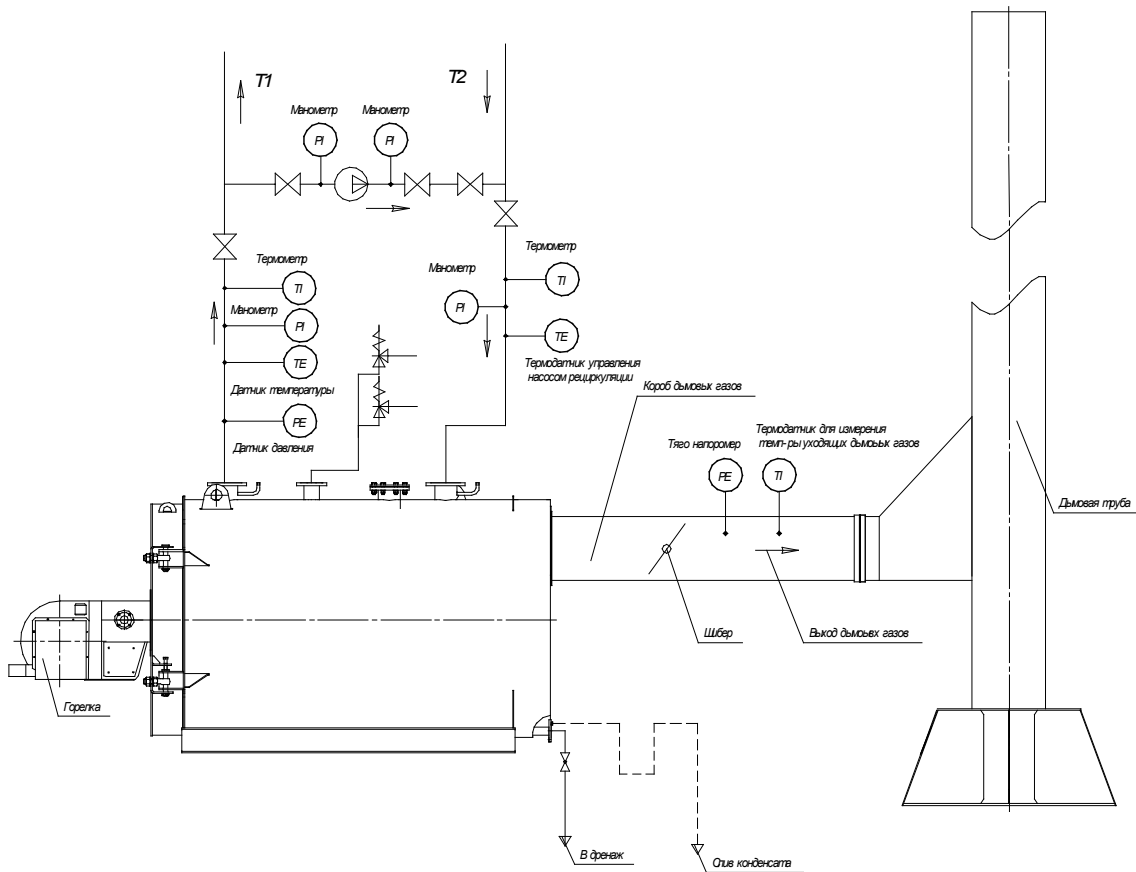 T1
T2
Манометр
Манометр
PI
PI
Термометр
Термометр
Манометр
TI
TI
Манометр
PI
PI
TE
TE
Термодатчик управления
насосом рециркуляции
Датчик температуры
Короб дымовых газов
PE
Датчик давления
Термодатчик для измерения
Тяго напоромер
темп-ры уходящих дымовых газов
PE
TI
Дымовая труба
Шибер
Выход дымовых газов
Горелка
В дренаж
Слив конденсата